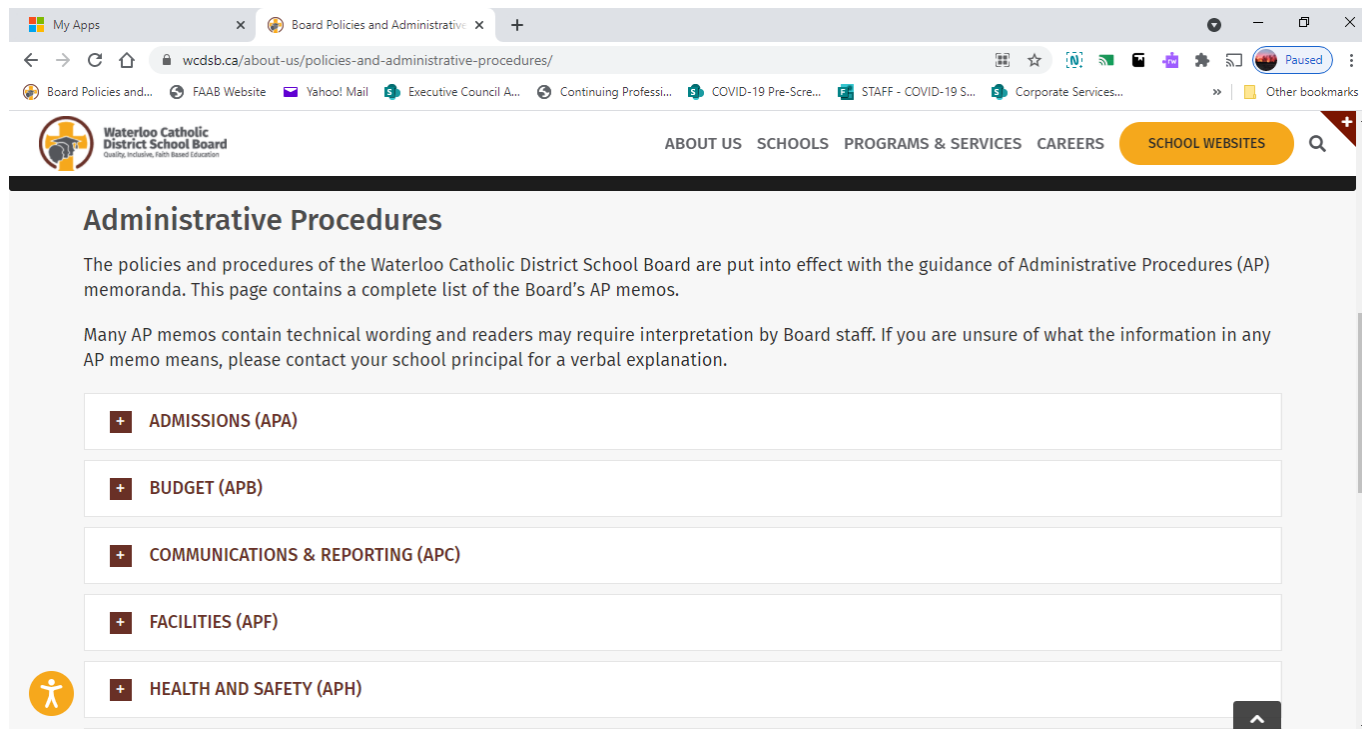 My Apps
Board Policies and Administrative
wcdsb.ca/about-us/policies-and-administrative-procedures/
Paused
Board Policies and...
FAAB Website
Yahoo! Mail
Executive Council A...
Continuing Professi...
COVID-19 Pre-Scre...
STAFF - COVID-19 S...
Corporate Services...
»
Other bookmarks
Waterloo Catholic
District School Board
Quality, Inclusive, Faith Based Education
ABOUT US SCHOOLS PROGRAMS & SERVICES CAREERS SCHOOL WEBSITES
Administrative Procedures
The policies and procedures of the Waterloo Catholic District School Board are put into effect with the guidance of Administrative Procedures (AP)
memoranda. This page contains a complete list of the Board's AP memos.
Many AP memos contain technical wording and readers may require interpretation by Board staff. If you are unsure of what the information in any
AP memo means, please contact your school principal for a verbal explanation.
+ ADMISSIONS (APA)
+ BUDGET (APB)
+ COMMUNICATIONS & REPORTING (APC)
+ FACILITIES (APF)
+ HEALTH AND SAFETY (APH)